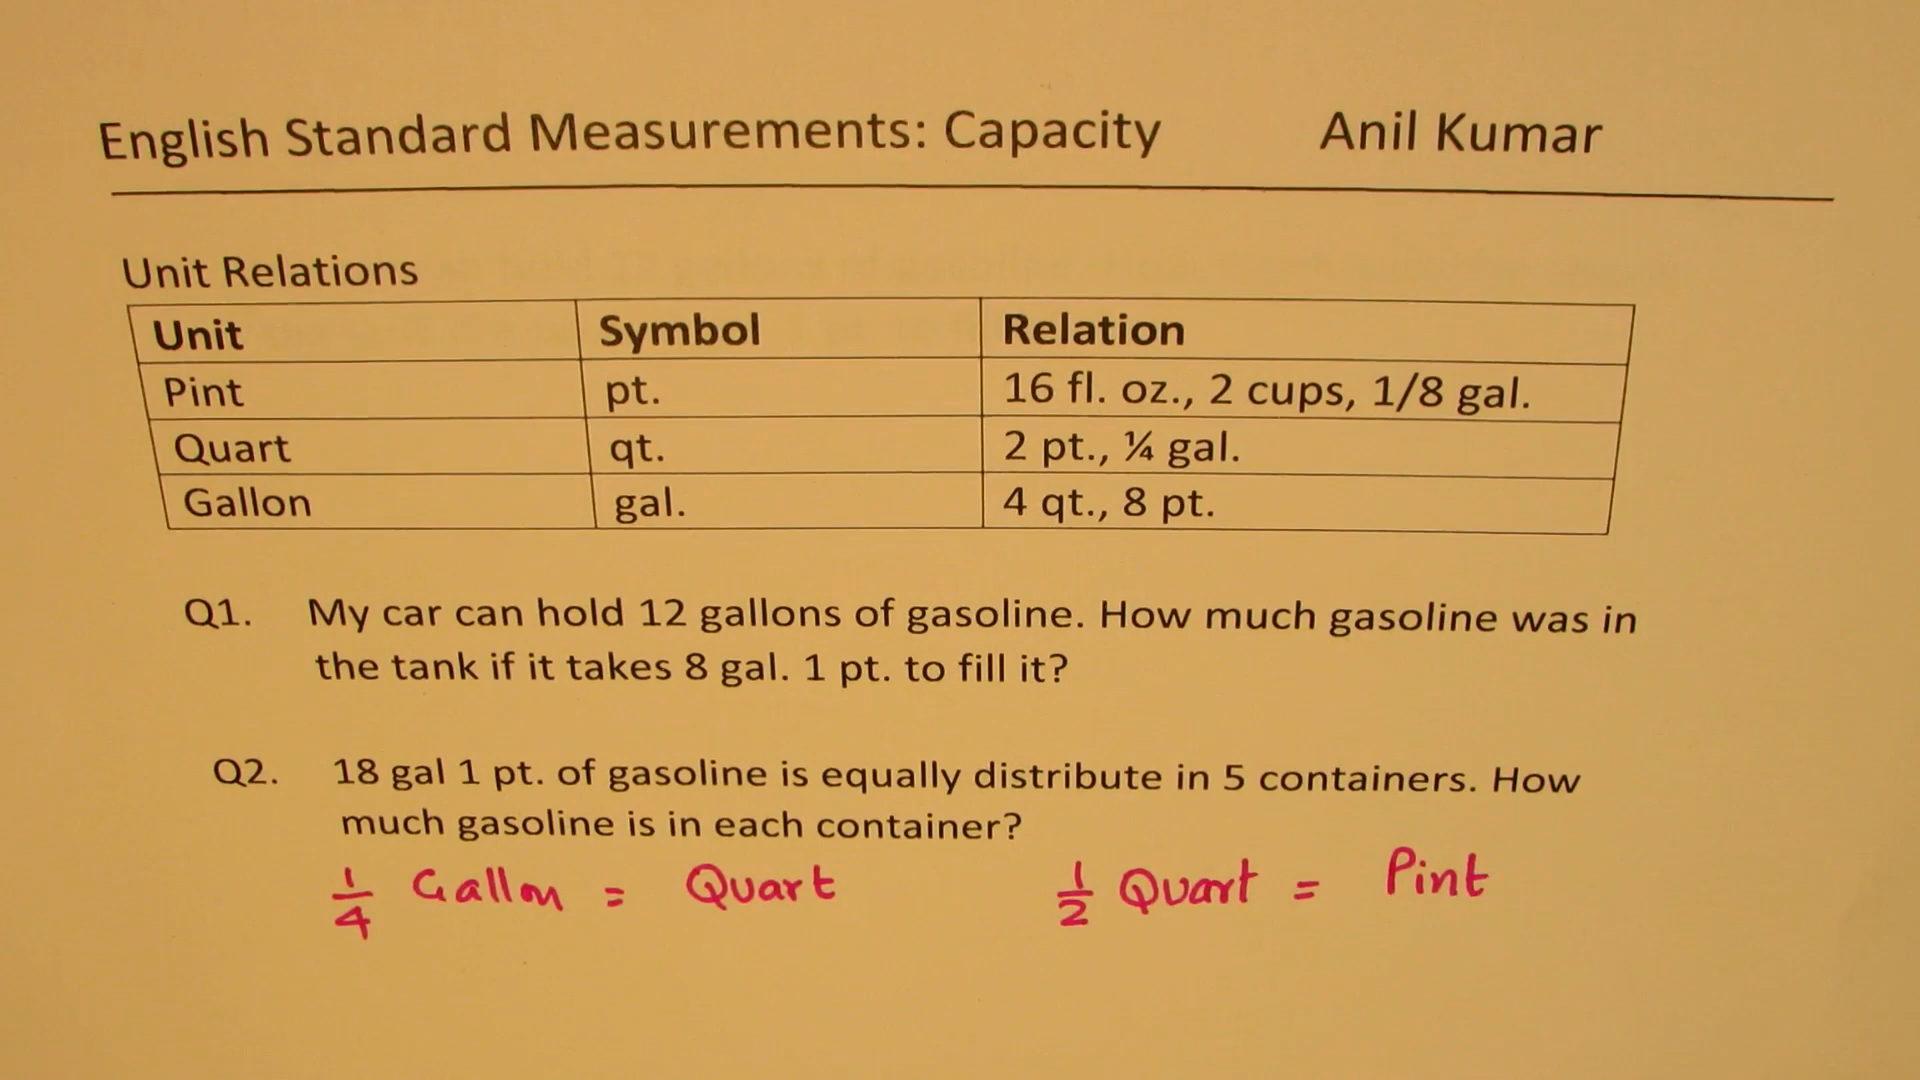 English Standard Measurements: Capacity Anil Kumar
Unit Relations
Unit Symbol Relation
Pint pt. 16 fl. oz., 2 cups, 1/8 gal.
Quart qt. 2 pt., ¼ gal.
Gallon gal. 4 qt., 8 pt.
Q1. My car can hold 12 gallons of gasoline. How much gasoline was in
the tank if it takes 8 gal. 1 pt. to fill it?
Q2. 18 gal 1 pt. of gasoline is equally distribute in 5 containers. How
much gasoline is in each container?
1/4 Gallon = Quart 1/2 Quart = Pint